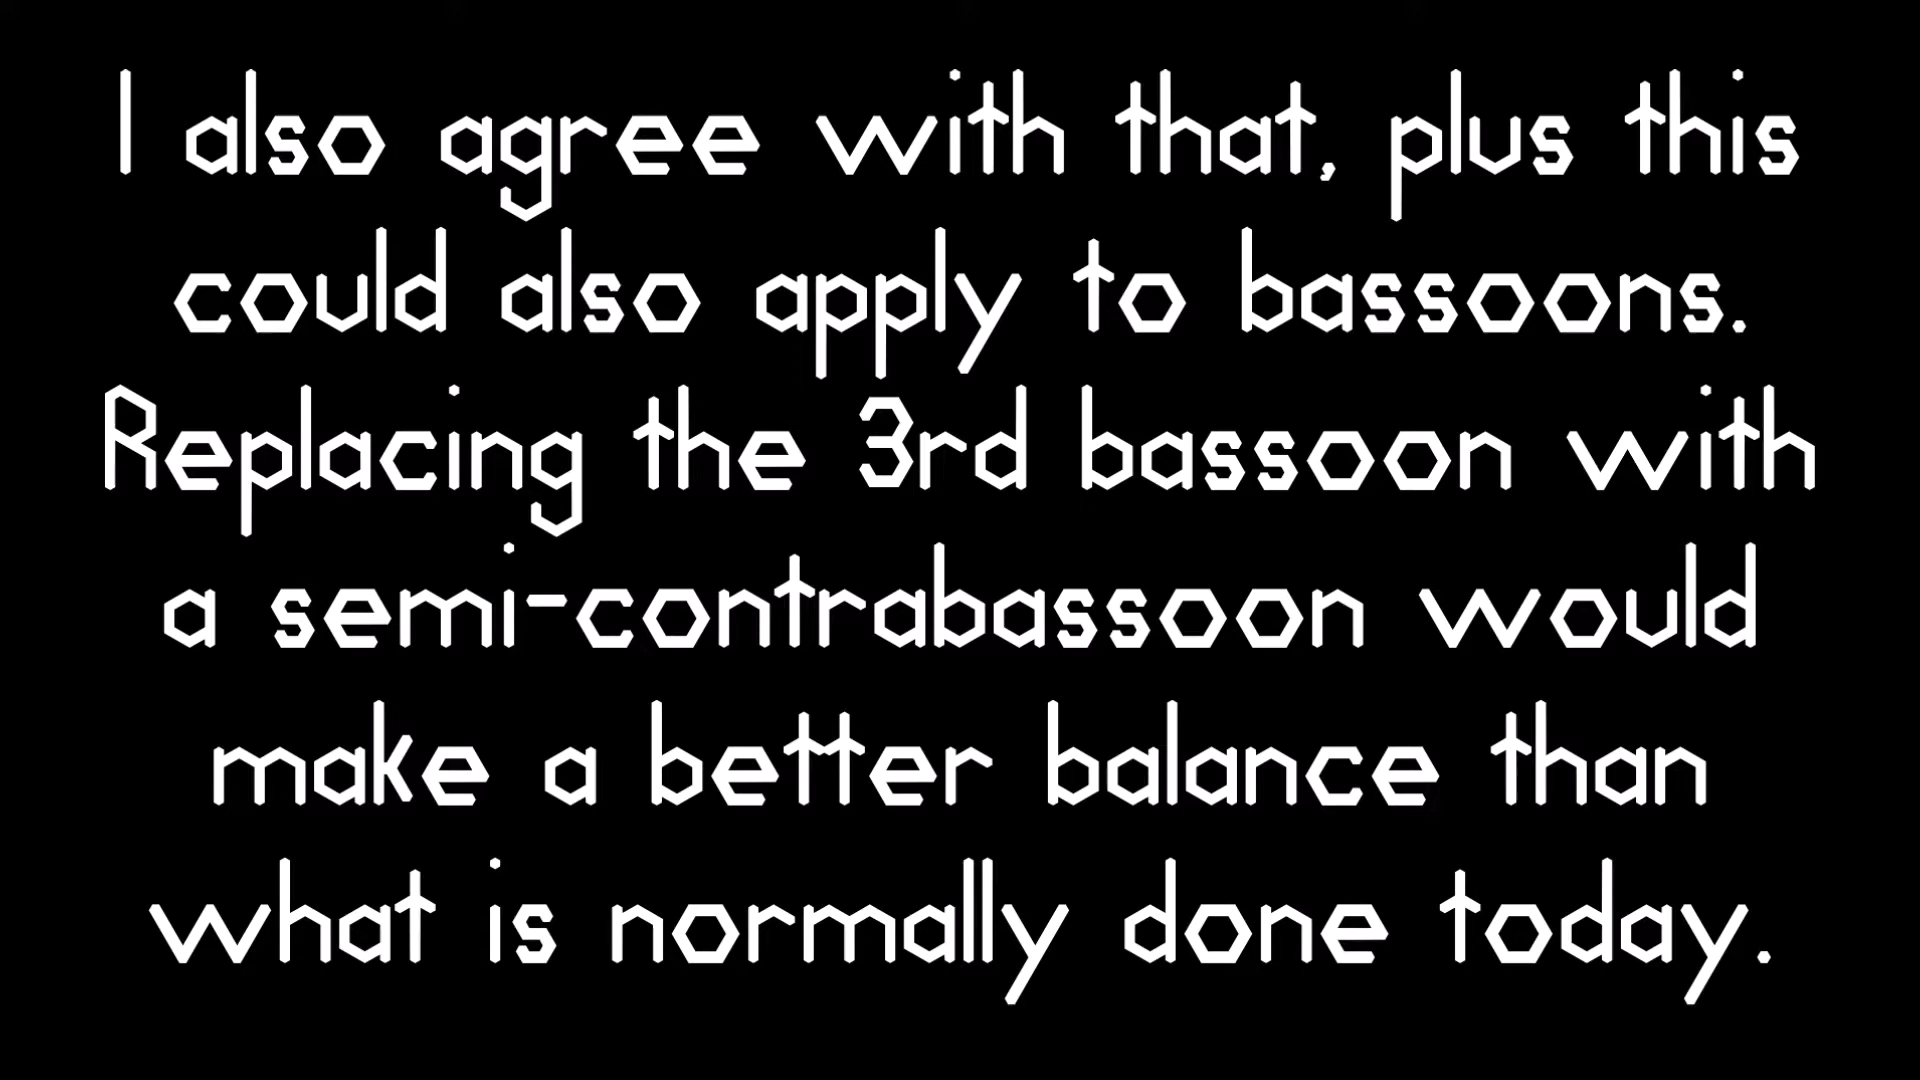 I also agree with that, plus this
could also apply to bassoons.
Replacing the 3rd bassoon with
a semi-contrabassoon would
make a better balance than
what is normally done today.